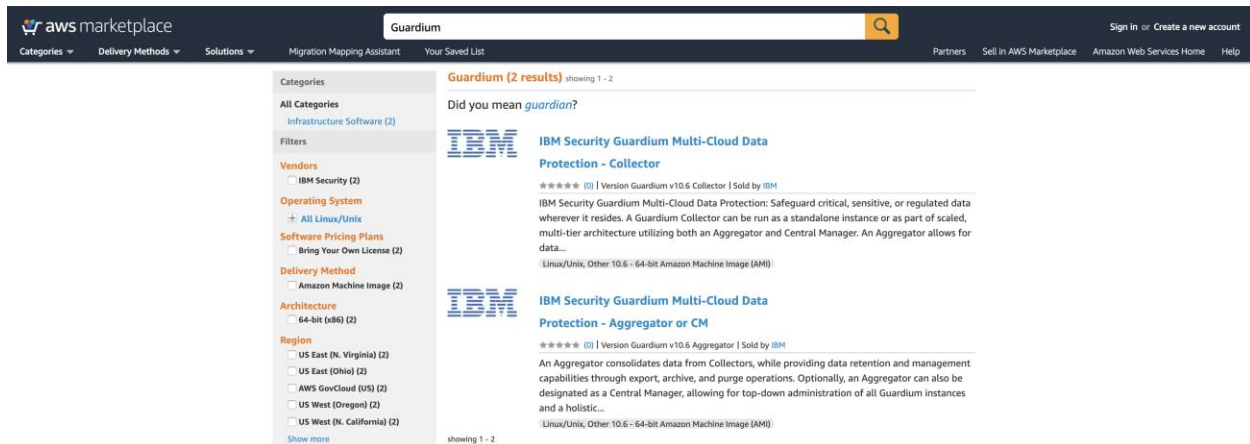 aws marketplace
Guardium
Sign in or Create a new account
Categories
Delivery Methods
Solutions
Migration Mapping Assistant
Your Saved List
Partners
Sell in AWS Marketplace
Amazon Web Services Home
Help
Categories
All Categories
Infrastructure Software (2)
Filters
Vendors
IBM Security (2)
Operating System
All Linux/Unix
Software Pricing Plans
Bring Your Own License (2)
Delivery Method
Amazon Machine Image (2)
Architecture
64-bit (x86) (2)
Region
US East (N. Virginia) (2)
US East (Ohio) (2)
AWS GovCloud (US) (2)
US West (Oregon) (2)
US West (N. California) (2)
Show more
Guardium (2 results) showing 1 - 2
Did you mean guardian?
IBM
IBM Security Guardium Multi-Cloud Data
Protection - Collector
(0) | Version Guardium v10.6 Collector | Sold by IBM
IBM Security Guardium Multi-Cloud Data Protection: Safeguard critical, sensitive, or regulated data
wherever it resides. A Guardium Collector can be run as a standalone instance or as part of scaled,
multi-tier architecture utilizing both an Aggregator and Central Manager. An Aggregator allows for
data...
Linux/Unix, Other 10.6 - 64-bit Amazon Machine Image (AMI)
IBM
IBM Security Guardium Multi-Cloud Data
Protection - Aggregator or CM
(0) | Version Guardium v10.6 Aggregator | Sold by IBM
An Aggregator consolidates data from Collectors, while providing data retention and management
capabilities through export, archive, and purge operations. Optionally, an Aggregator can also be
designated as a Central Manager, allowing for top-down administration of all Guardium instances
and a holistic...
Linux/Unix, Other 10.6 - 64-bit Amazon Machine Image (AMI)
showing 1 - 2